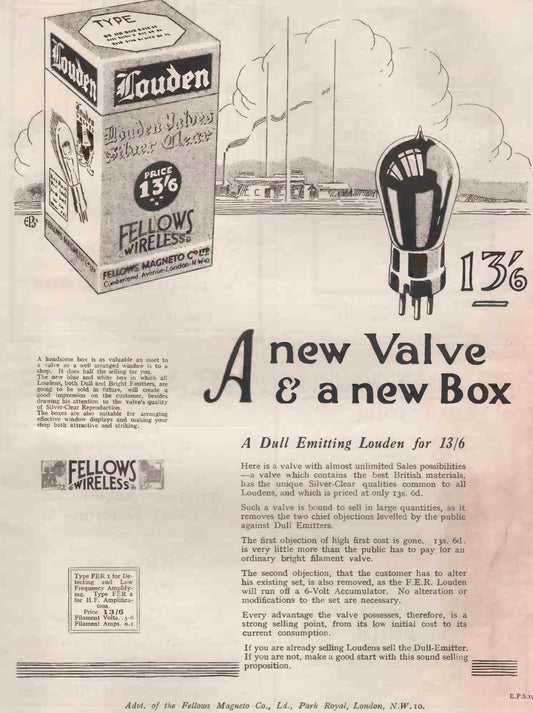 TYPE
Louden
Louden
Louden Valves
Silver Clear
PRICE
13/6
FELLOWS
WIRELESS
FELLOWS MAGNETO Co Ltd
Cumberland Avenue-London-N.W.10
Louden
FELLOWS MAGNETO Co Ltd
EPS
13/6
A new Valve
& a new Box
A handsome box is as valuable an asset to
a valve as a well arranged window is to a
shop. It does half the selling for you.
The new blue and white box in which all
Loudens, both Dull and Bright Emitters, are
going to be sold in future, will create a
good impression on the customer, besides
drawing his attention to the valve's quality
of Silver-Clear Reproduction.
The boxes are also suitable for arranging
effective window displays and making your
shop both attractive and striking.
FELLOWS
WIRELESS
Type FER 1 for De-
tecting and Low
Frequency Amplify-
ing. Type FER 2
for H.F. Amplifica-
tion.
Price 13/6
Filament Volts. 5-6
Filament Amps. 0.1
A Dull Emitting Louden for 13/6
Here is a valve with almost unlimited Sales possibilities
—a valve which contains the best British materials,
has the unique Silver-Clear qualities common to all
Loudens, and which is priced at only 13s. 6d.
Such a valve is bound to sell in large quantities, as it
removes the two chief objections levelled by the public
against Dull Emitters.
The first objection of high first cost is gone. 13s. 6d.
is very little more than the public has to pay for an
ordinary bright filament valve.
The second objection, that the customer has to alter
his existing set, is also removed, as the F.E.R. Louden
will run off a 6-Volt Accumulator. No alteration or
modifications to the set are necessary.
Every advantage the valve possesses, therefore, is a
strong selling point, from its low initial cost to its
current consumption.
If you are already selling Loudens sell the Dull-Emitter.
If you are not, make a good start with this sound selling
proposition.
E.P.S.
Advt. of the Fellows Magneto Co., Ld., Park Royal, London, N.W. 10.